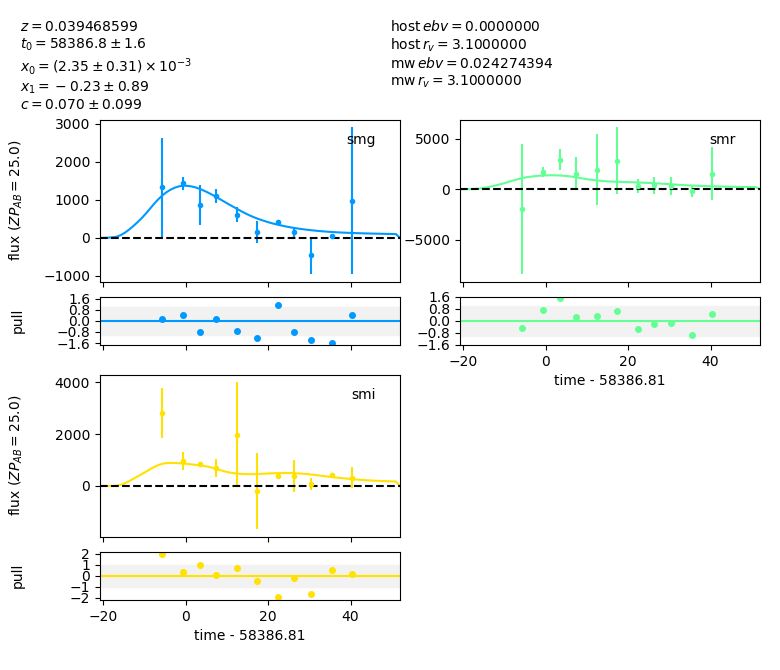 z = 0.039468599
t₀ = 58386.8 ± 1.6
x₀ = (2.35 ± 0.31) × 10⁻³
x₁ = −0.23 ± 0.89
c = 0.070 ± 0.099
host ebv = 0.0000000
host r_v = 3.1000000
mw ebv = 0.024274394
mw r_v = 3.1000000
flux (ZP_AB = 25.0)
3000
2000
1000
0
−1000
smg
5000
0
−5000
smr
pull
1.6
0.8
0.0
−0.8
−1.6
1.6
0.8
0.0
−0.8
−1.6
−20
0
20
40
time - 58386.81
flux (ZP_AB = 25.0)
4000
2000
0
smi
pull
2
1
0
−1
−2
−20
0
20
40
time - 58386.81